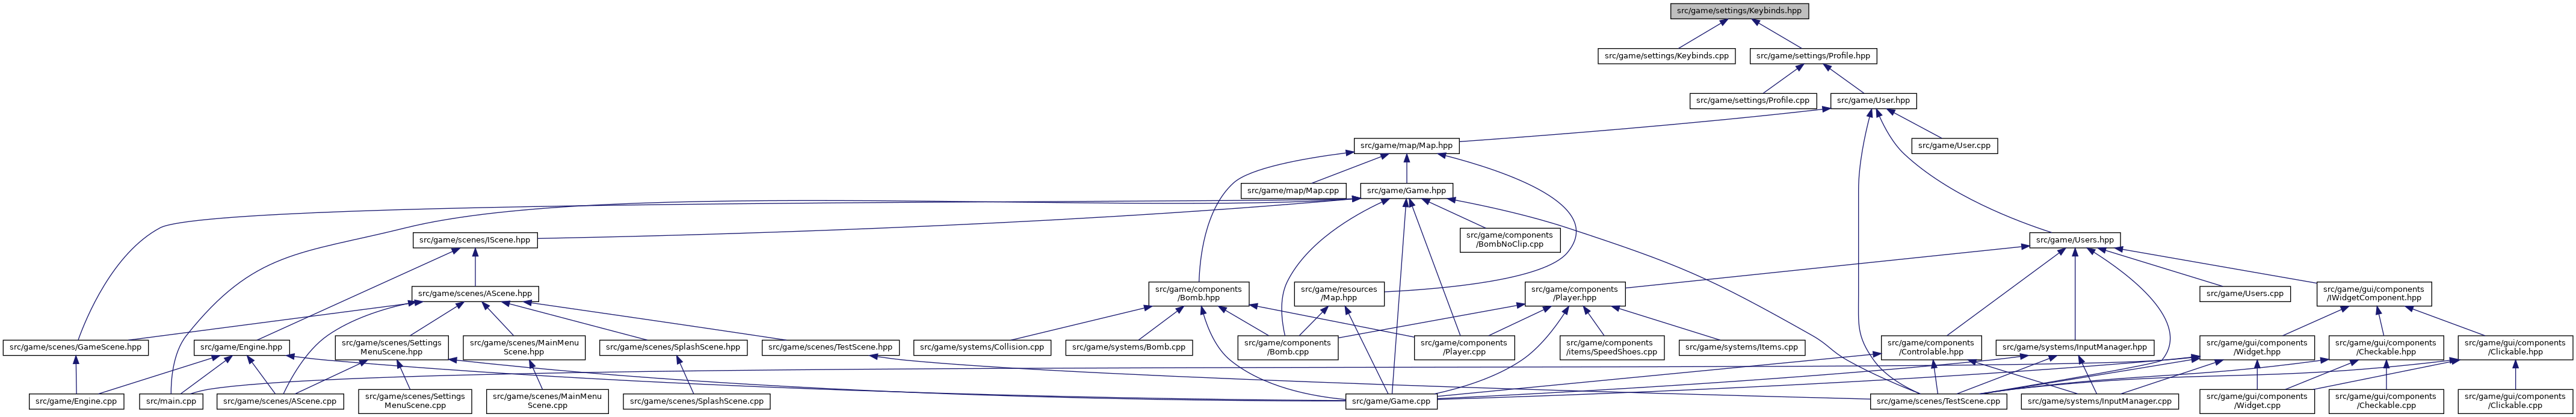 src/game/settings/Keybinds.hpp
src/game/settings/Keybinds.cpp
src/game/settings/Profile.hpp
src/game/settings/Profile.cpp
src/game/User.hpp
src/game/map/Map.hpp
src/game/User.cpp
src/game/map/Map.cpp
src/game/Game.hpp
src/game/scenes/IScene.hpp
src/game/components
/BombNoClip.cpp
src/game/Users.hpp
src/game/scenes/AScene.hpp
src/game/components
/Bomb.hpp
src/game/resources
/Map.hpp
src/game/components
/Player.hpp
src/game/Users.cpp
src/game/gui/components
/IWidgetComponent.hpp
src/game/scenes/GameScene.hpp
src/game/Engine.hpp
src/game/scenes/Settings
MenuScene.hpp
src/game/scenes/MainMenu
Scene.hpp
src/game/scenes/SplashScene.hpp
src/game/scenes/TestScene.hpp
src/game/systems/Collision.cpp
src/game/systems/Bomb.cpp
src/game/components
/Bomb.cpp
src/game/components
/Player.cpp
src/game/components
/items/SpeedShoes.cpp
src/game/systems/Items.cpp
src/game/components
/Controlable.hpp
src/game/systems/InputManager.hpp
src/game/gui/components
/Widget.hpp
src/game/gui/components
/Checkable.hpp
src/game/gui/components
/Clickable.hpp
src/game/Engine.cpp
src/main.cpp
src/game/scenes/AScene.cpp
src/game/scenes/Settings
MenuScene.cpp
src/game/scenes/MainMenu
Scene.cpp
src/game/scenes/SplashScene.cpp
src/game/Game.cpp
src/game/scenes/TestScene.cpp
src/game/systems/InputManager.cpp
src/game/gui/components
/Widget.cpp
src/game/gui/components
/Checkable.cpp
src/game/gui/components
/Clickable.cpp